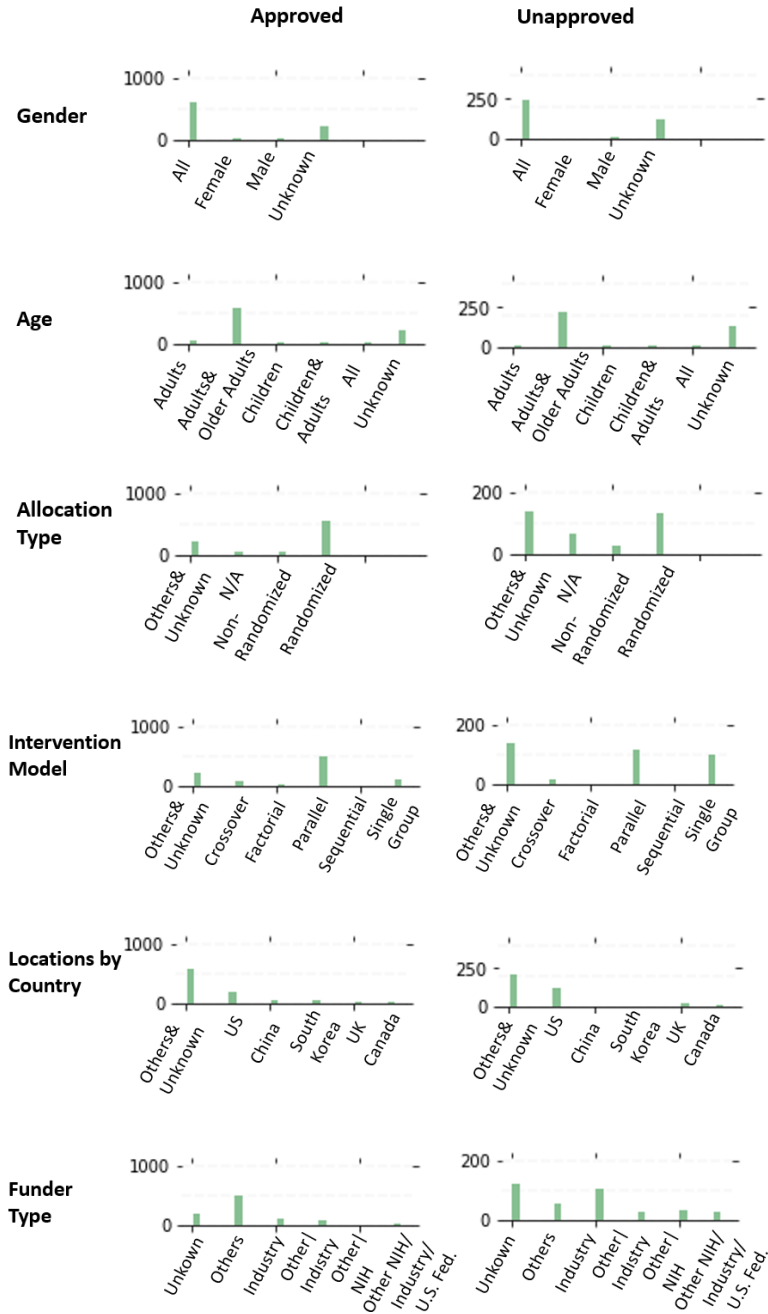 Approved Unapproved
Gender
1000
0
All Female Male Unknown
250
0
All Female Male Unknown
Age
1000
0
Adults Adults& Older Adults Children Children& Adults All Unknown
250
0
Adults Adults& Older Adults Children Children& Adults All Unknown
Allocation
Type
1000
0
Others& Unknown N/A Non- Randomized Randomized
200
0
Others& Unknown N/A Non- Randomized Randomized
Intervention
Model
1000
0
Others& Unknown Crossover Factorial Parallel Sequential Single Group
200
0
Others& Unknown Crossover Factorial Parallel Sequential Single Group
Locations by
Country
1000
0
Others& Unknown US China South Korea UK Canada
250
0
Others& Unknown US China South Korea UK Canada
Funder
Type
1000
0
Unkown Others Industry Other| Indstry Other| NIH Other NIH/ Industry/ U.S. Fed.
200
0
Unkown Others Industry Other| Indstry Other| NIH Other NIH/ Industry/ U.S. Fed.